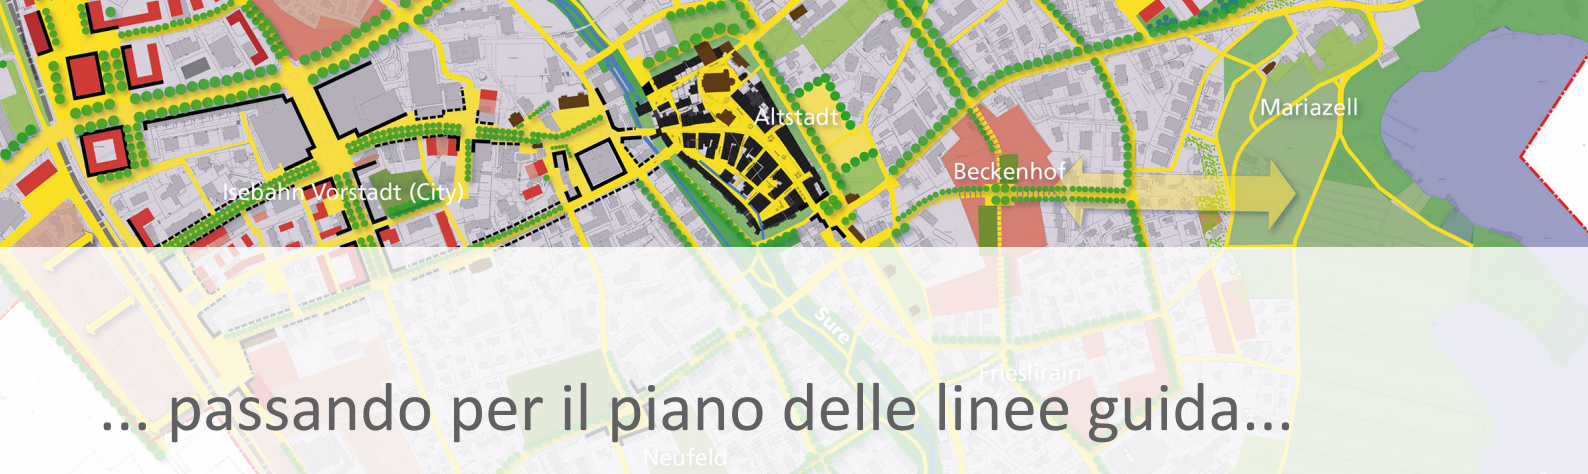 Altstadt
Mariazell
Beckenhof
Isebahn Vorstadt (City)
Sure
Frieslirain
... passando per il piano delle linee guida...
Neufeld